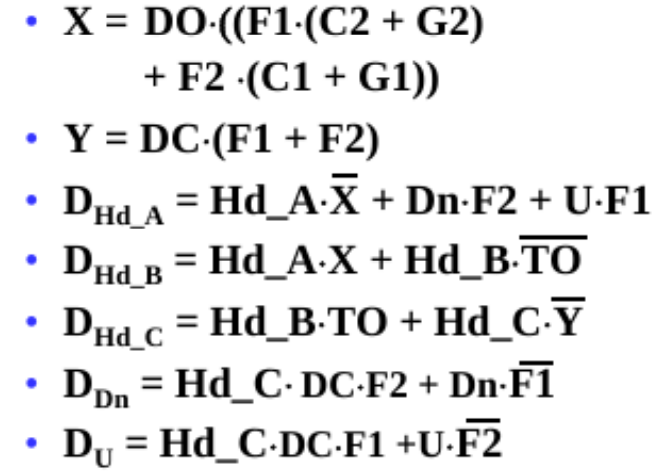 • X = DO·((F1·(C2 + G2)
+ F2 ·(C1 + G1))
• Y = DC·(F1 + F2)
• D_Hd_A = Hd_A·X̅ + Dn·F2 + U·F1
• D_Hd_B = Hd_A·X + Hd_B·T̅O̅
• D_Hd_C = Hd_B·TO + Hd_C·Y̅
• D_Dn = Hd_C· DC·F2 + Dn·F̅1̅
• D_U = Hd_C·DC·F1 +U·F̅2̅